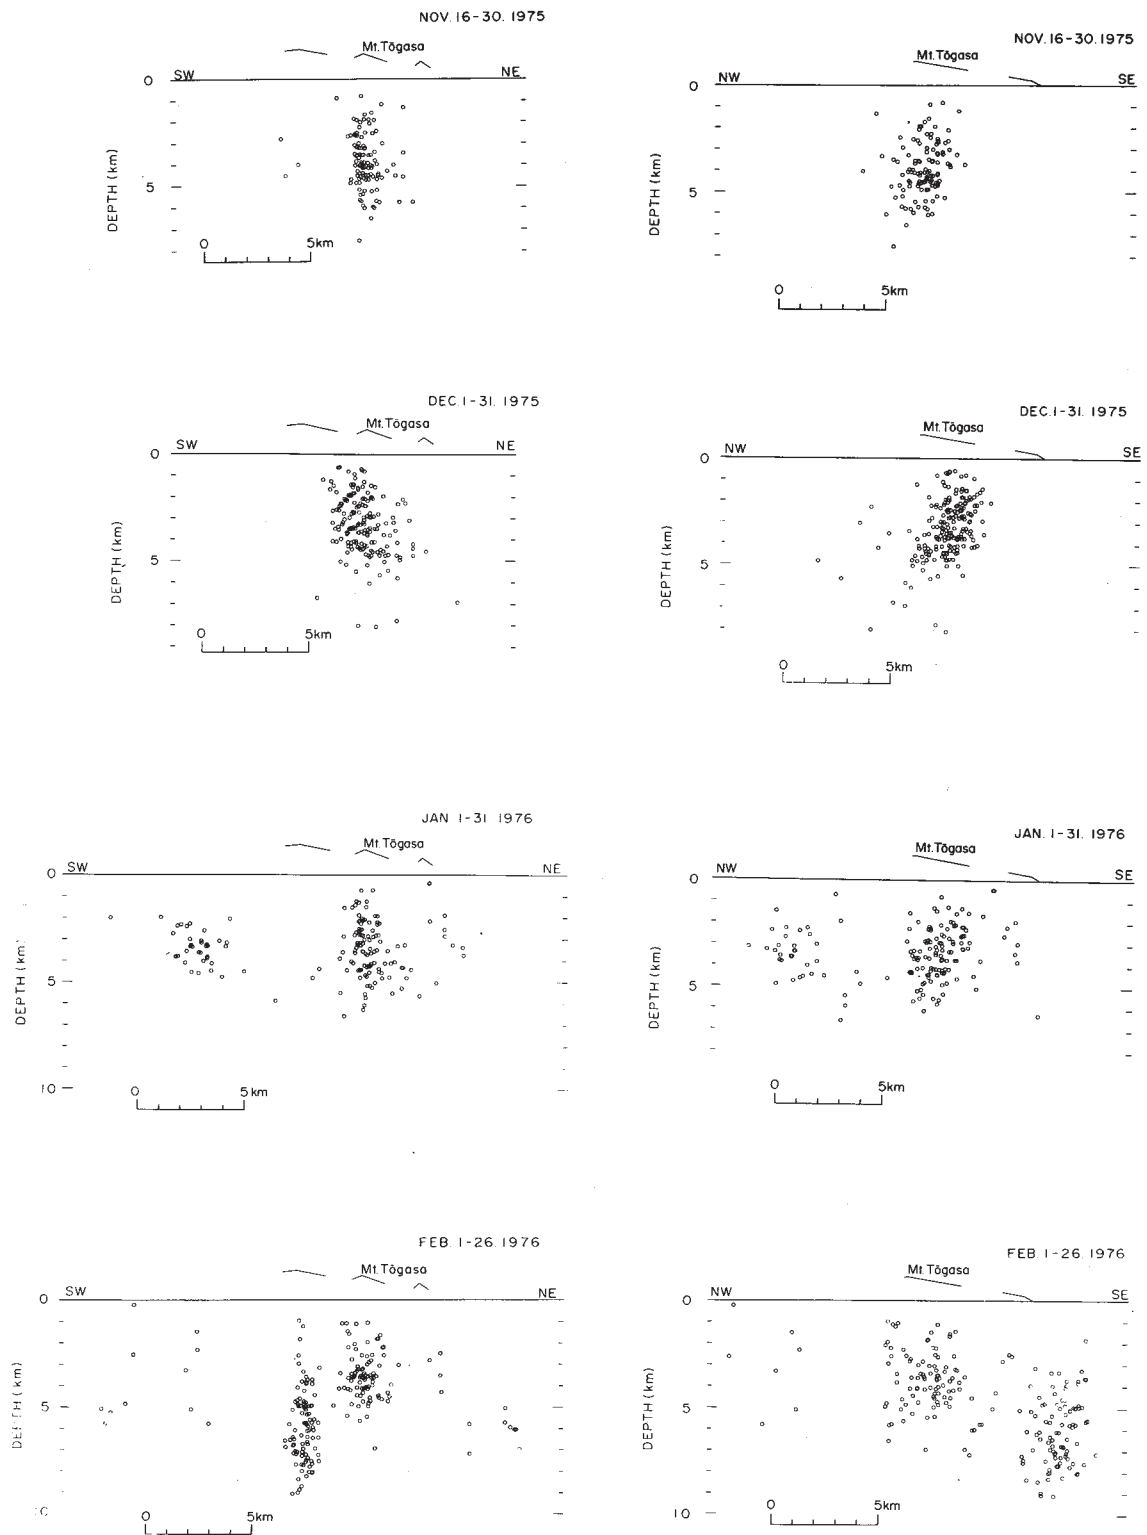 NOV. 16-30. 1975
Mt. Tōgasa
SW
NE
0
5
DEPTH (km)
0
5km
NOV. 16-30. 1975
Mt. Tōgasa
NW
SE
0
5
DEPTH (km)
0
5km
DEC. 1-31. 1975
Mt. Tōgasa
SW
NE
0
5
DEPTH (km)
0
5km
DEC. 1-31. 1975
Mt. Tōgasa
NW
SE
0
5
DEPTH (km)
0
5km
JAN 1-31 1976
Mt. Tōgasa
SW
NE
0
5
10
DEPTH (km)
0
5km
JAN. 1-31 1976
Mt. Tōgasa
NW
SE
0
5
DEPTH (km)
0
5km
FEB. 1-26. 1976
Mt. Tōgasa
SW
NE
0
5
10
DEPTH (km)
0
5km
FEB. 1-26. 1976
Mt. Tōgasa
NW
SE
0
5
10
DEPTH (km)
0
5km